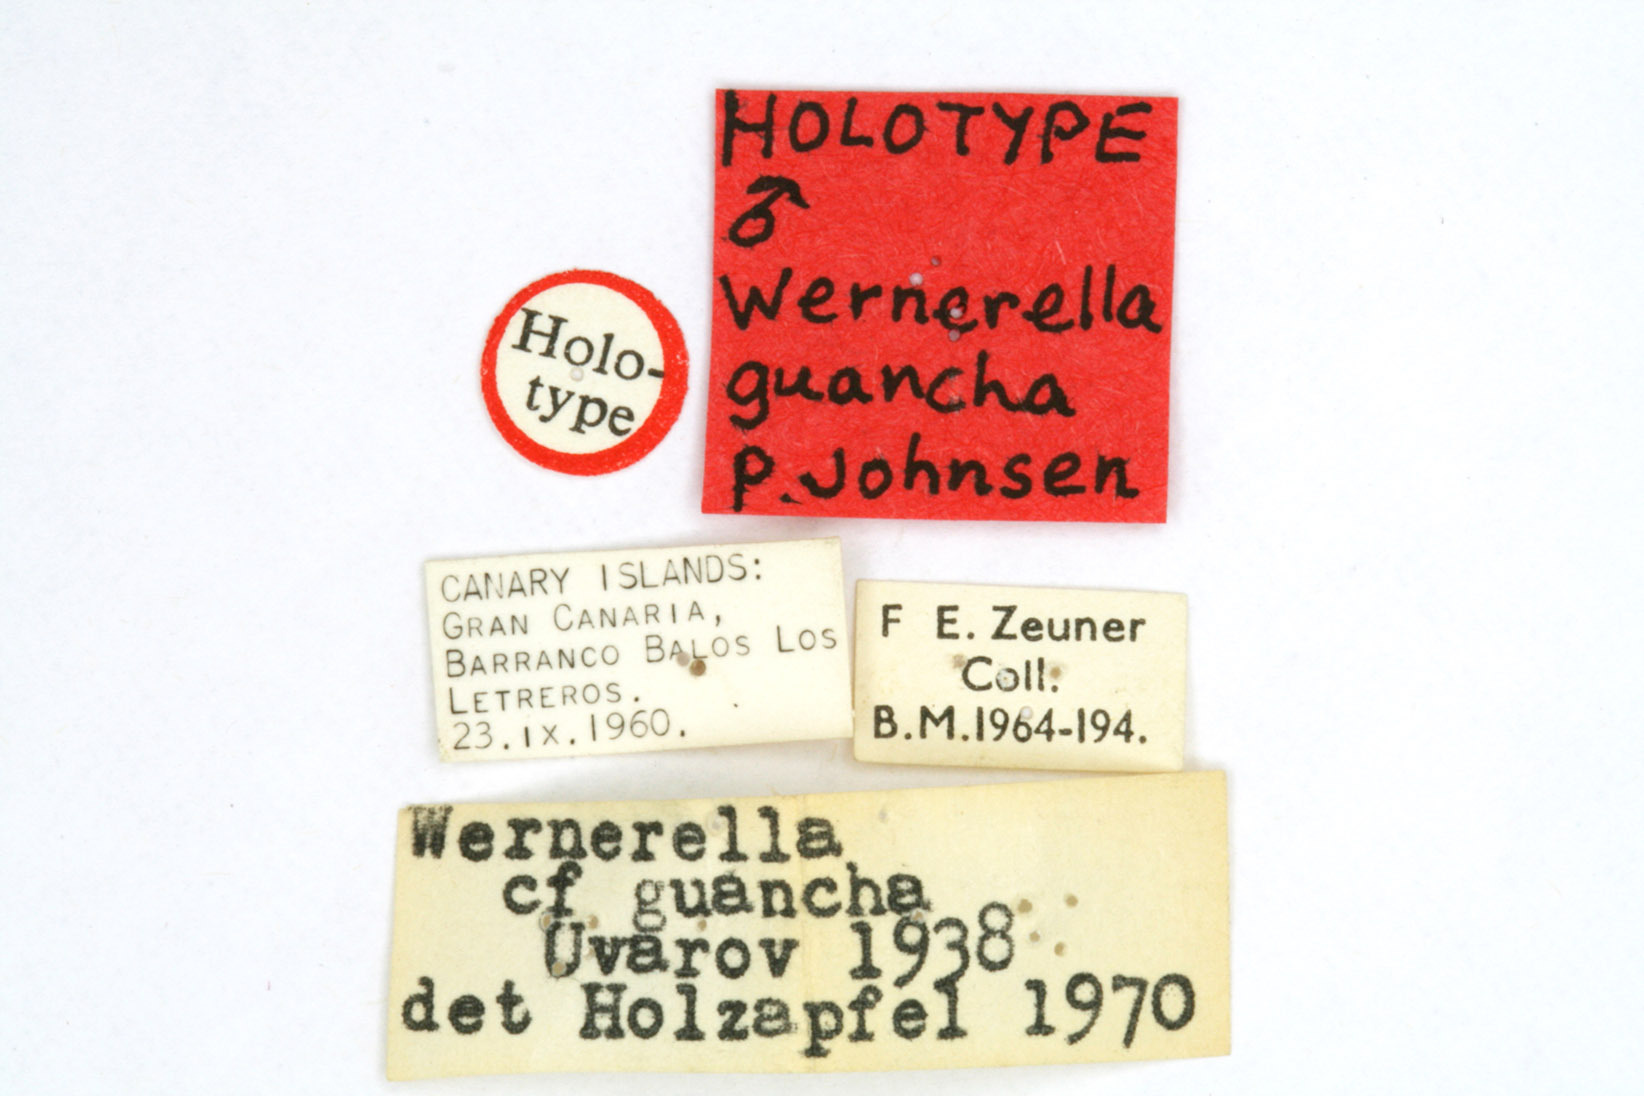 HOLOTYPE
♂
Wernerella
guancha
P. Johnsen
Holo-
type
CANARY ISLANDS:
GRAN CANARIA,
BARRANCO BALOS LOS
LETREROS.
23.IX.1960.
F E. Zeuner
Coll.
B.M.1964-194.
Wernerella
cf guancha
Uvarov 1938
det Holzapfel 1970